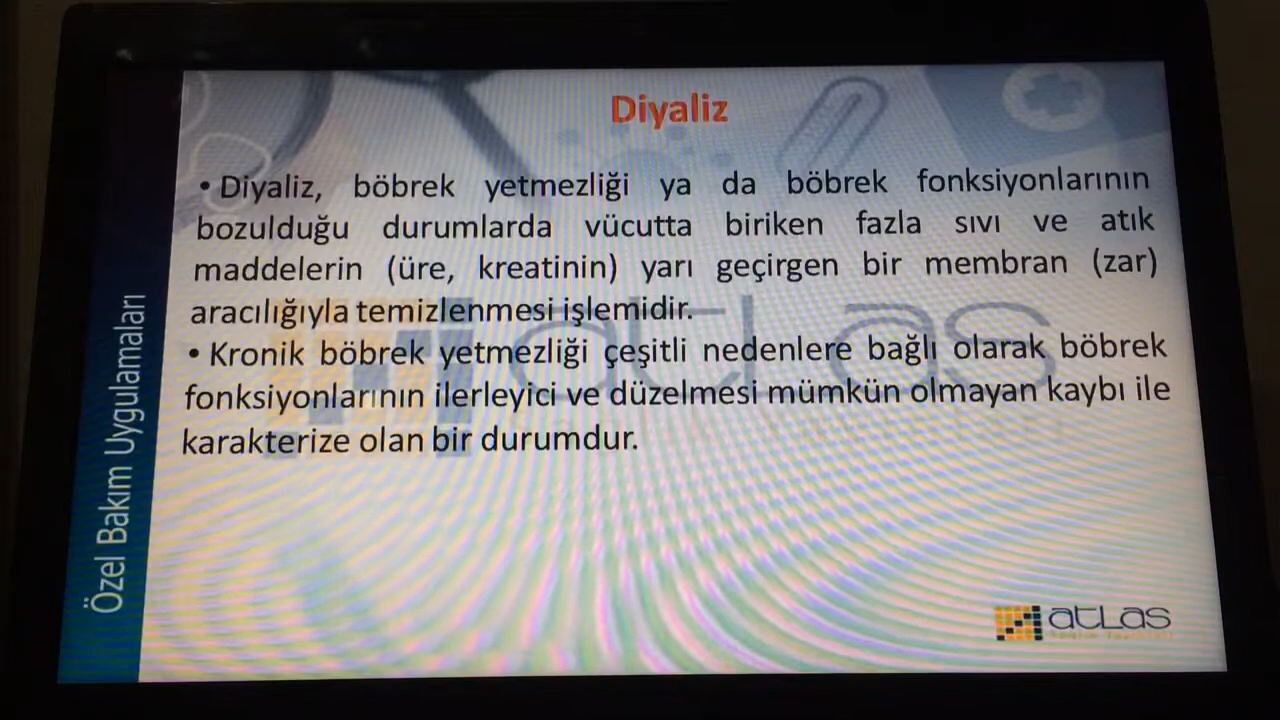 Diyaliz
• Diyaliz, böbrek yetmezliği ya da böbrek fonksiyonlarının
bozulduğu durumlarda vücutta biriken fazla sıvı ve atık
maddelerin (üre, kreatinin) yarı geçirgen bir membran (zar)
aracılığıyla temizlenmesi işlemidir.
• Kronik böbrek yetmezliği çeşitli nedenlere bağlı olarak böbrek
fonksiyonlarının ilerleyici ve düzelmesi mümkün olmayan kaybı ile
karakterize olan bir durumdur.
Özel Bakım Uygulamaları
atLas
atLas